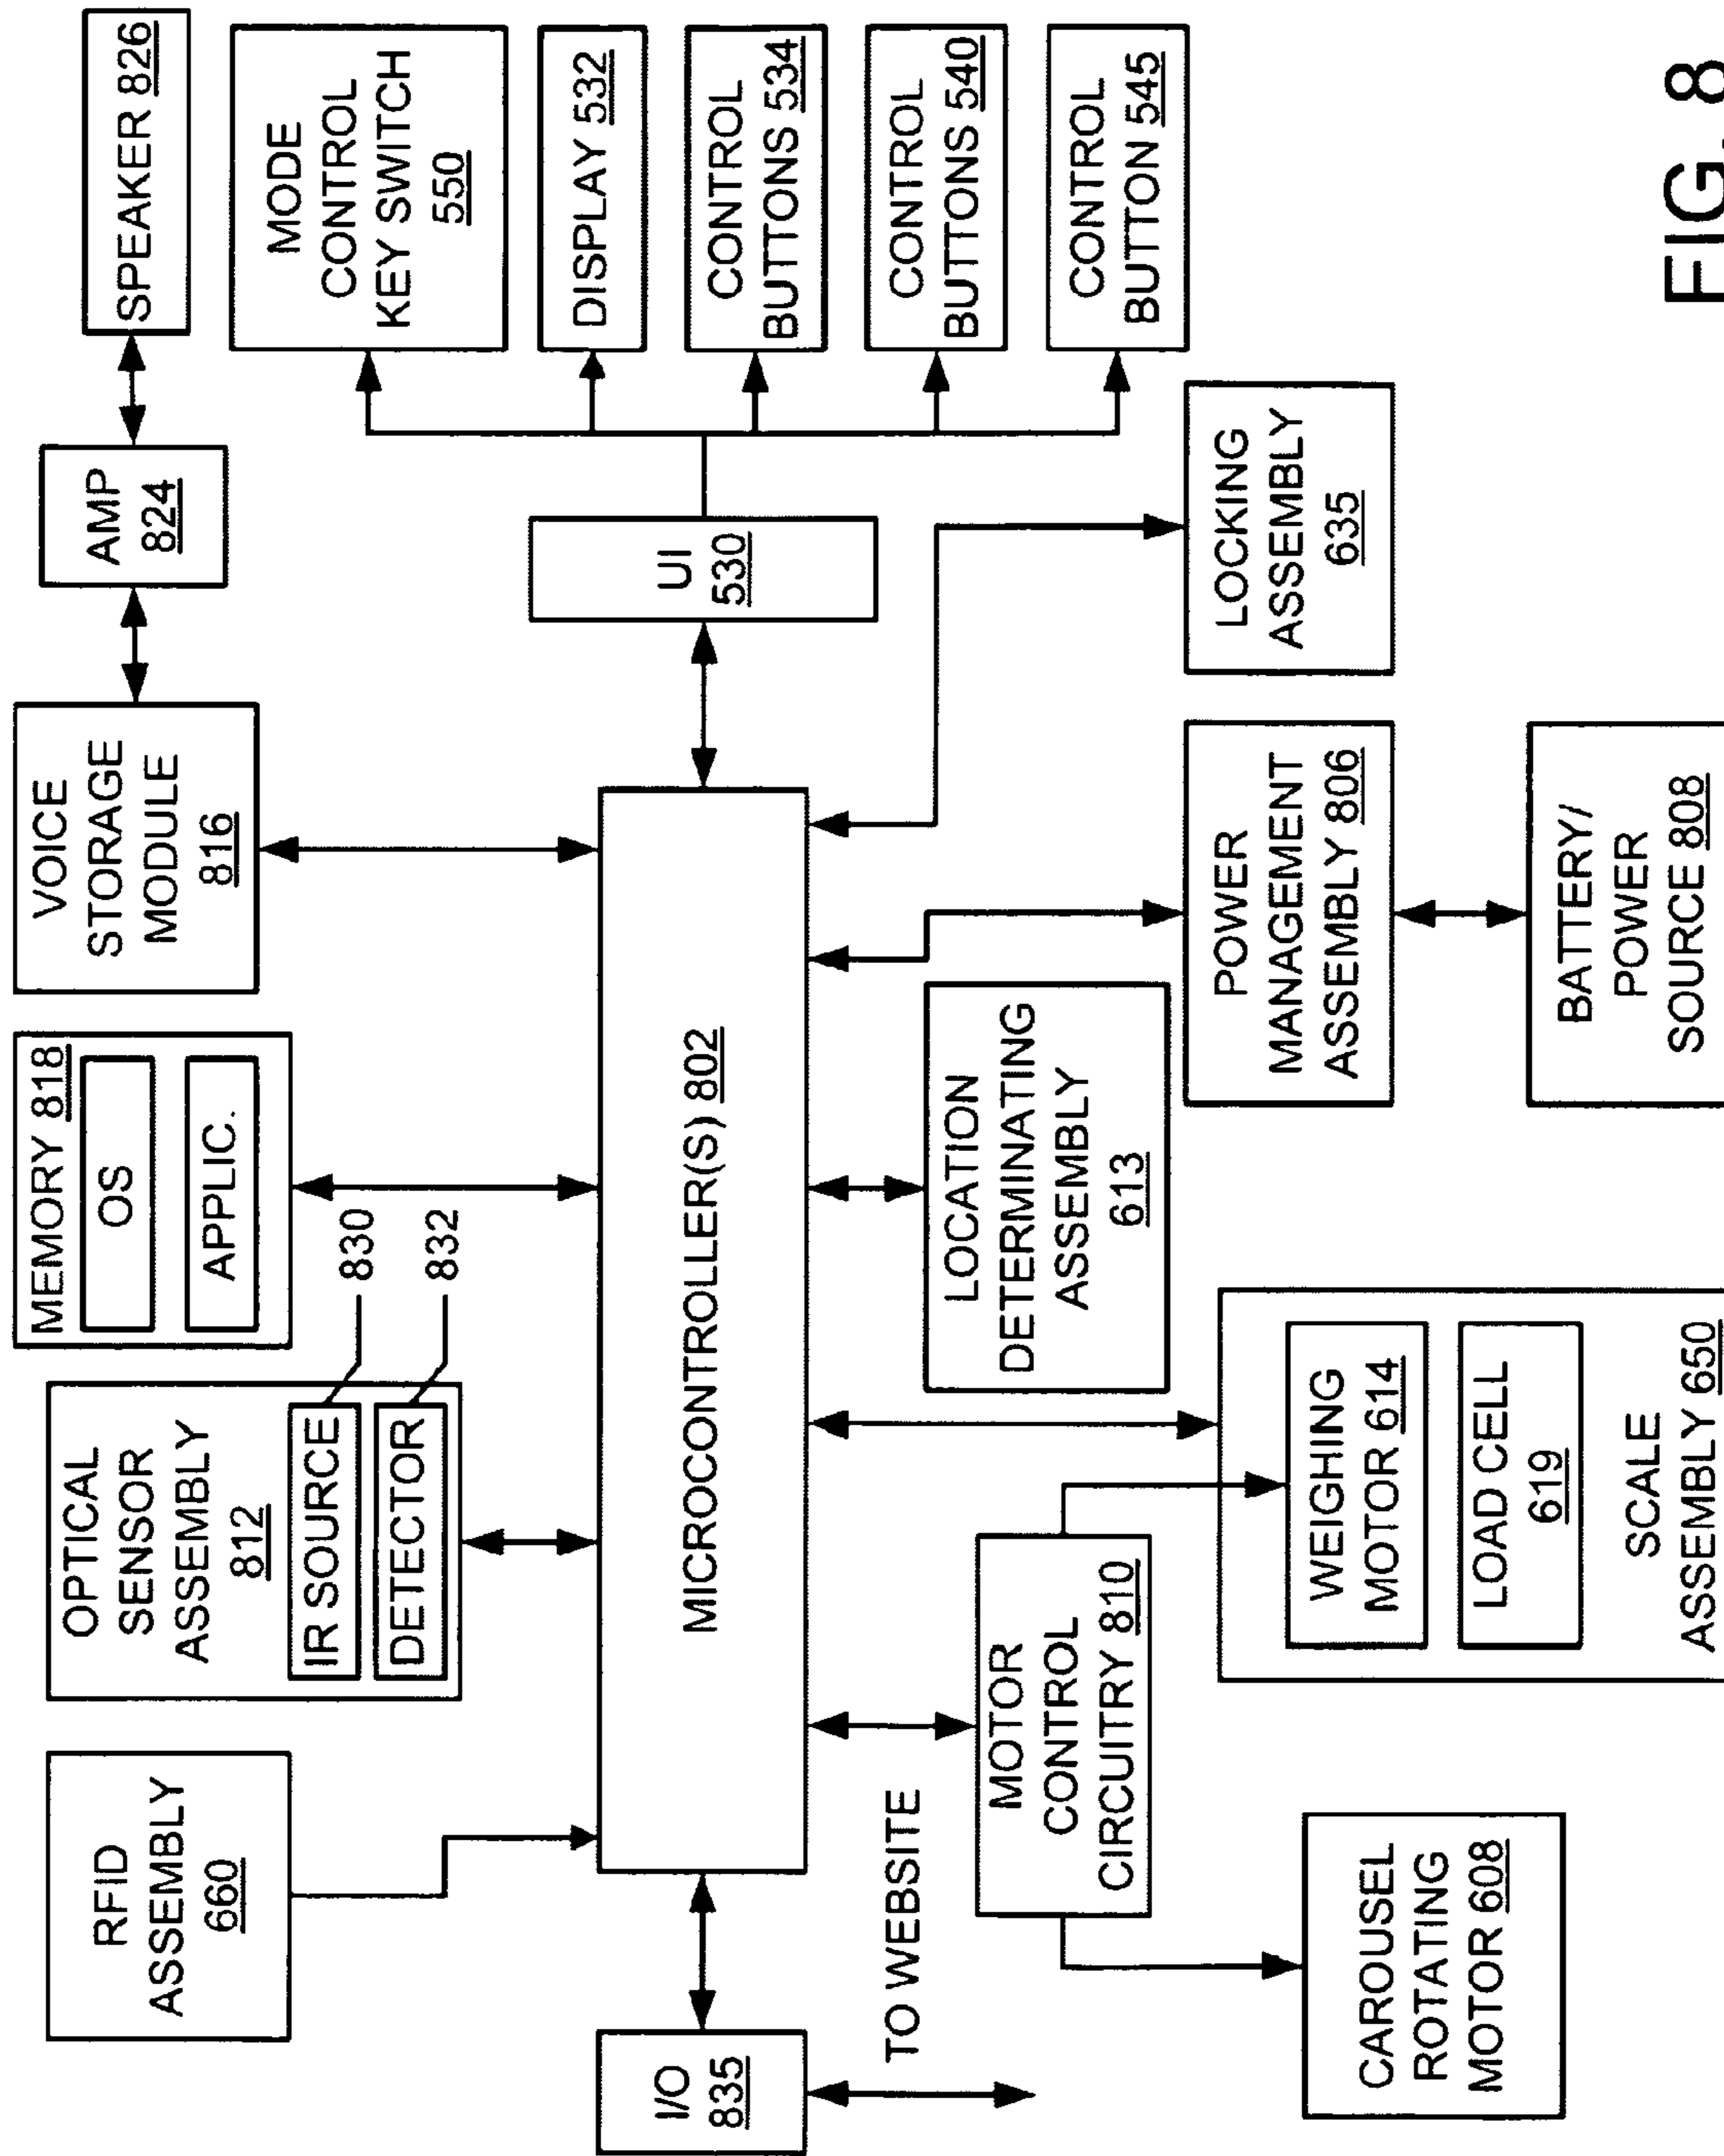 RFID
ASSEMBLY
660
OPTICAL
SENSOR
ASSEMBLY
812
IR SOURCE
DETECTOR
830
832
MEMORY 818
OS
APPLIC.
VOICE
STORAGE
MODULE
816
AMP
824
SPEAKER 826
I/O
835
TO WEBSITE
MICROCONTROLLER(S) 802
UI
530
MODE
CONTROL
KEY SWITCH
550
DISPLAY 532
CONTROL
BUTTONS 534
CONTROL
BUTTONS 540
CONTROL
BUTTON 545
MOTOR
CONTROL
CIRCUITRY 810
LOCATION
DETERMINATING
ASSEMBLY
613
CAROUSEL
ROTATING
MOTOR 608
WEIGHING
MOTOR 614
LOAD CELL
619
SCALE
ASSEMBLY 650
POWER
MANAGEMENT
ASSEMBLY 806
LOCKING
ASSEMBLY
635
BATTERY/
POWER
SOURCE 808
FIG. 8